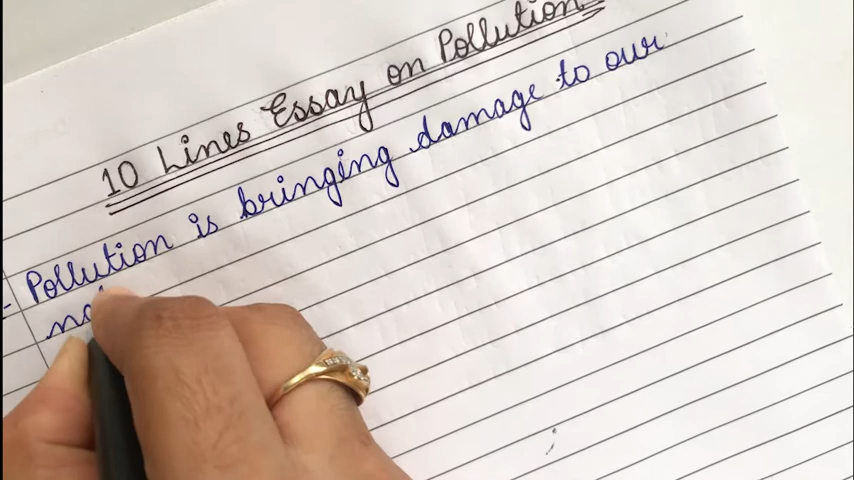 10 Lines Essay on Pollution
- Pollution is bringing damage to our